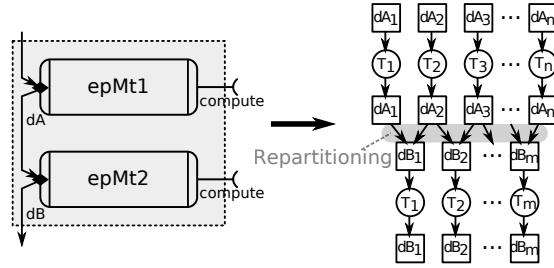 epMt1
compute
dA
epMt2
compute
dB
dA1 dA2 dA3 ... dAn
T1 T2 T3 ... Tn
dA1 dA2 dA3 ... dAn
Repartitioning
dB1 dB2 ... dBm
T1 T2 ... Tm
dB1 dB2 ... dBm